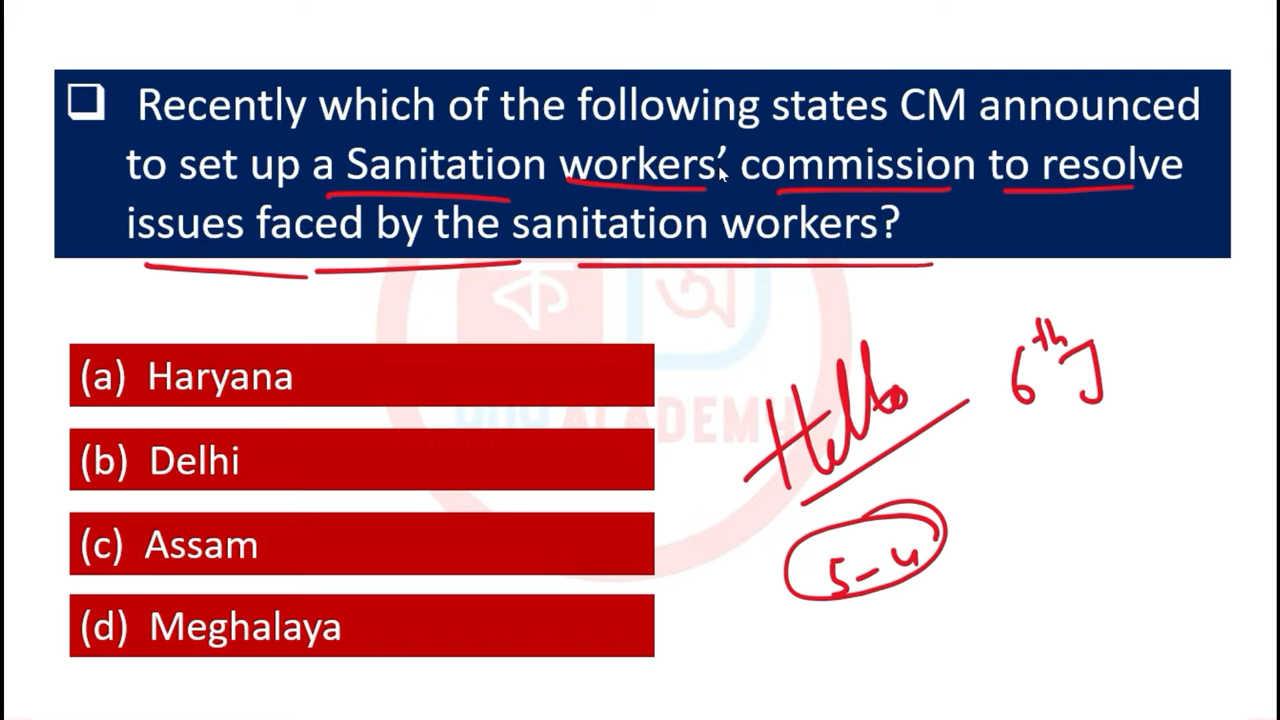 ❑ Recently which of the following states CM announced
to set up a Sanitation workers’ commission to resolve
issues faced by the sanitation workers?
ক অ
(a) Haryana
(b) Delhi
(c) Assam
(d) Meghalaya
ACADEMY
Hello
6th J
5-4